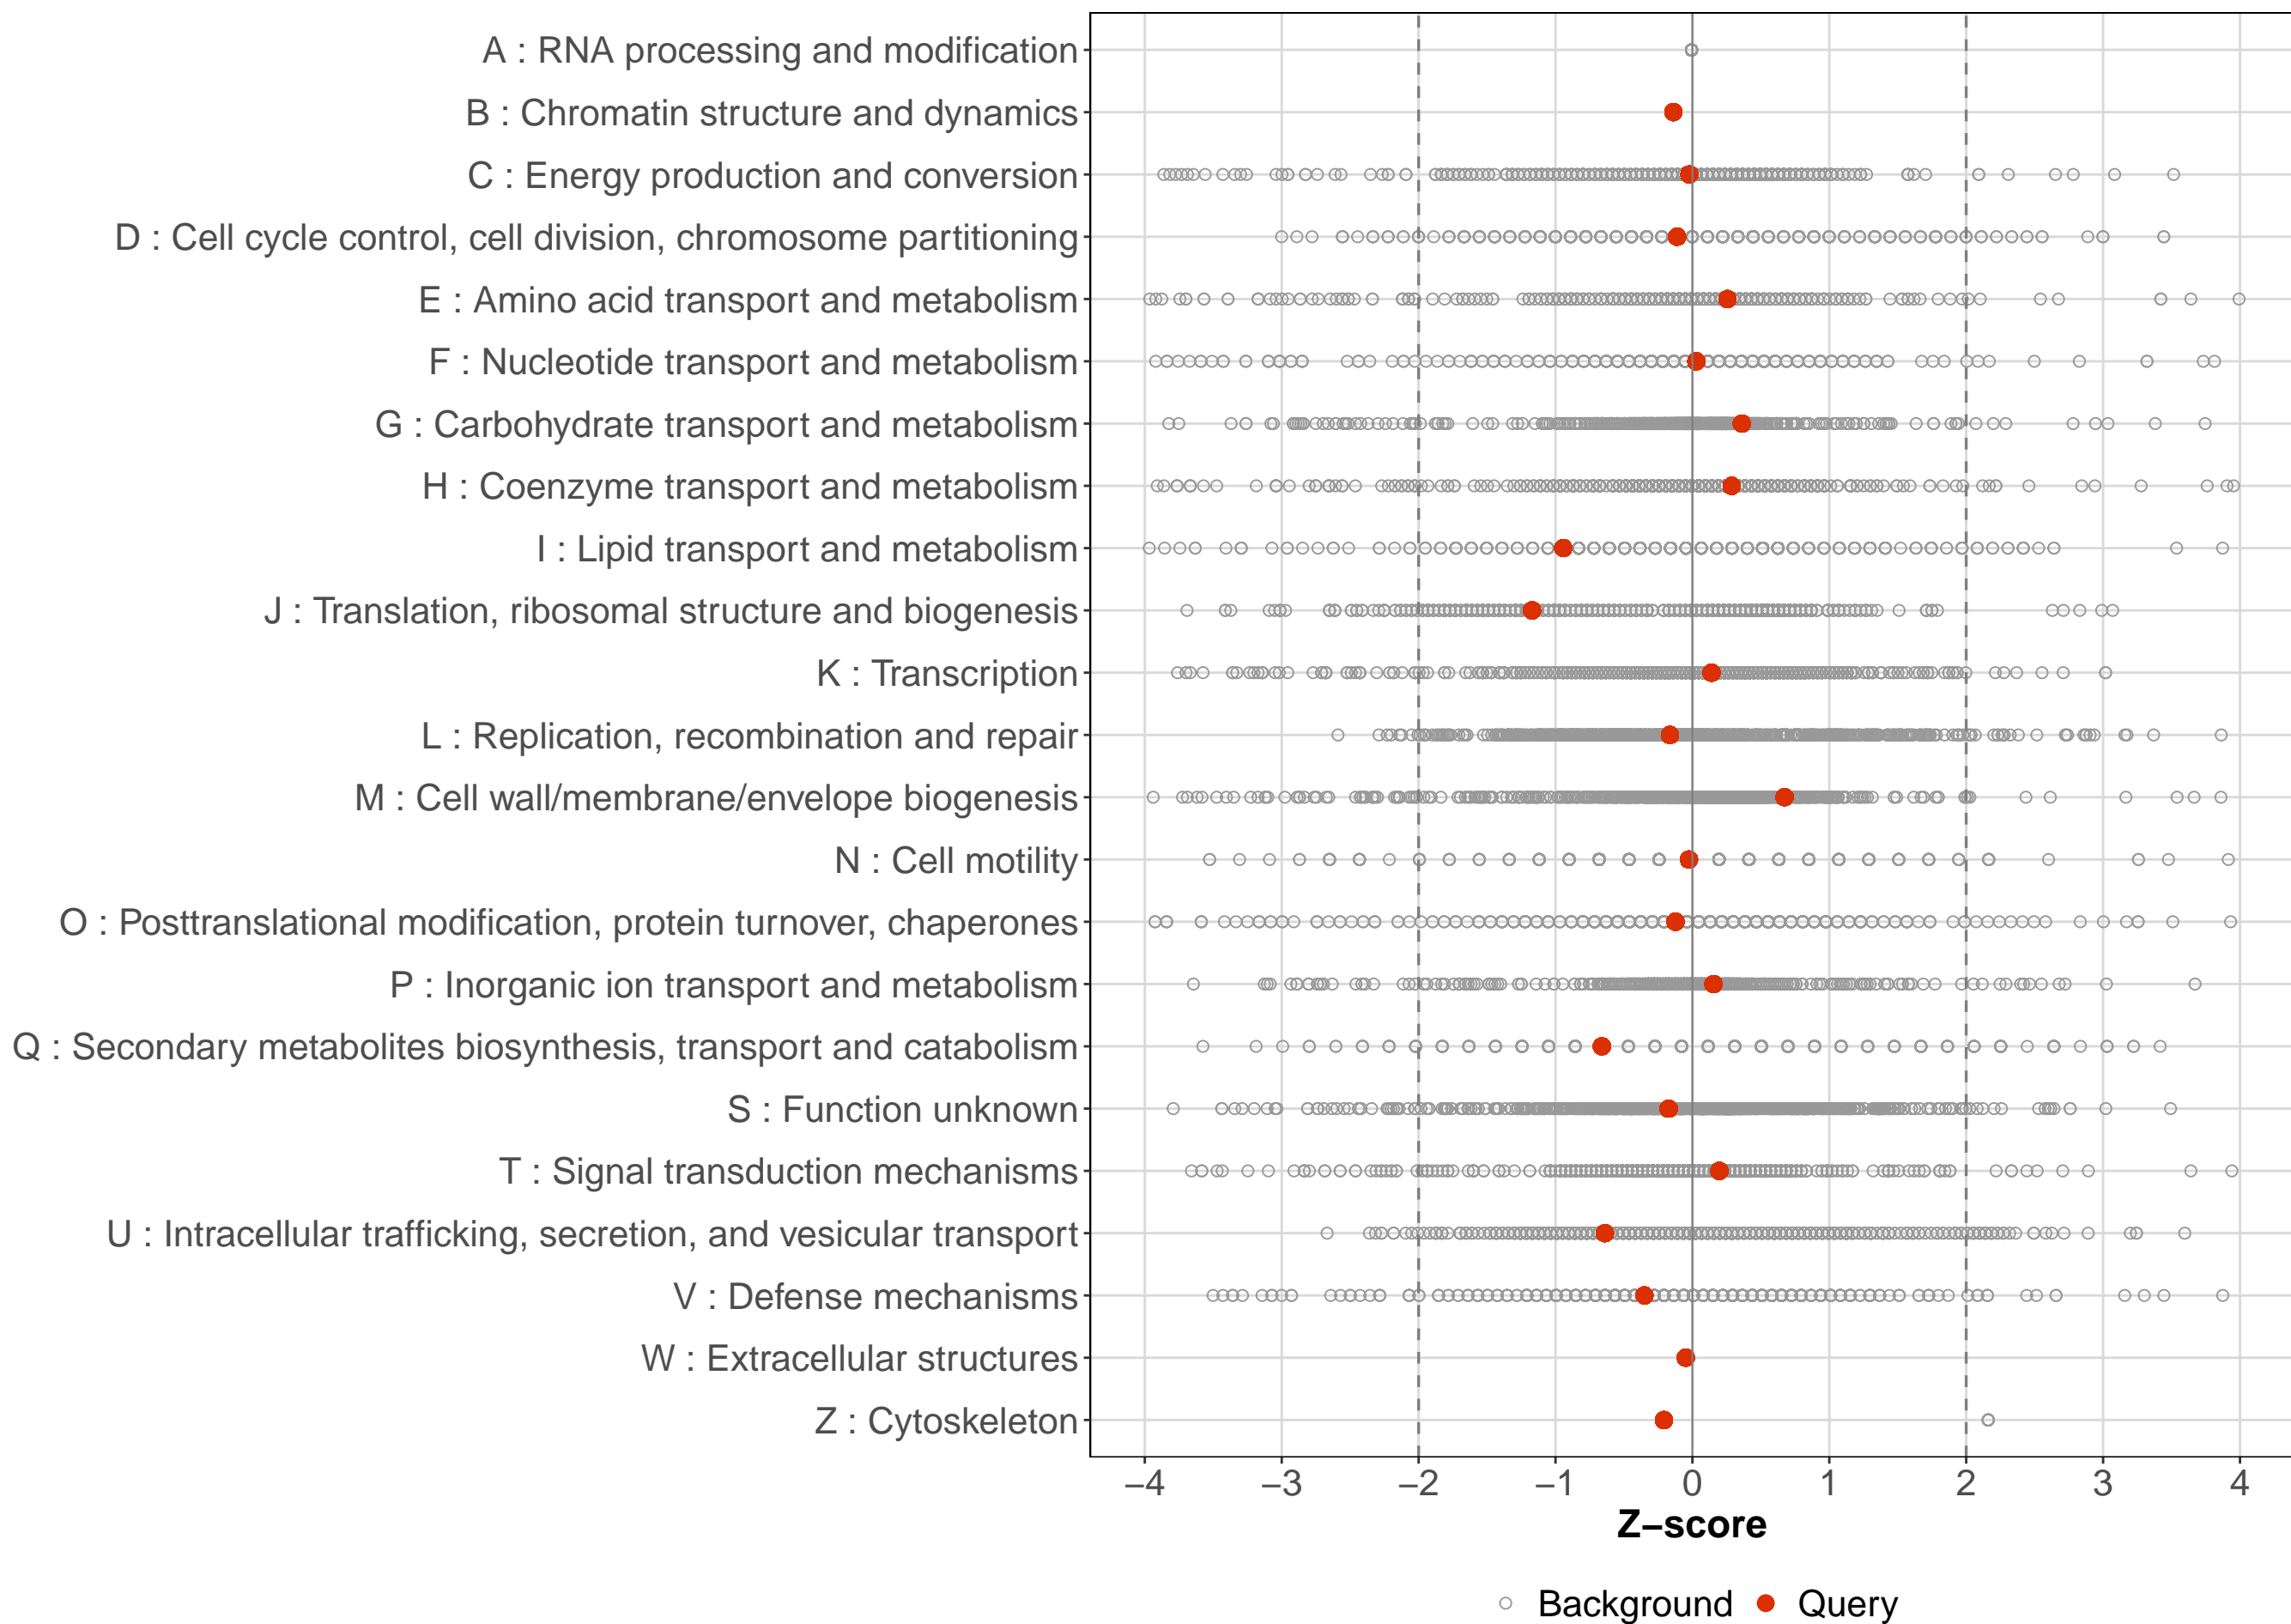 A : RNA processing and modification
B : Chromatin structure and dynamics
C : Energy production and conversion
D : Cell cycle control, cell division, chromosome partitioning
E : Amino acid transport and metabolism
F : Nucleotide transport and metabolism
G : Carbohydrate transport and metabolism
H : Coenzyme transport and metabolism
I : Lipid transport and metabolism
J : Translation, ribosomal structure and biogenesis
K : Transcription
L : Replication, recombination and repair
M : Cell wall/membrane/envelope biogenesis
N : Cell motility
O : Posttranslational modification, protein turnover, chaperones
P : Inorganic ion transport and metabolism
Q : Secondary metabolites biosynthesis, transport and catabolism
S : Function unknown
T : Signal transduction mechanisms
U : Intracellular trafficking, secretion, and vesicular transport
V : Defense mechanisms
W : Extracellular structures
Z : Cytoskeleton
−4 −3 −2 −1 0 1 2 3 4
Z−score
Background Query